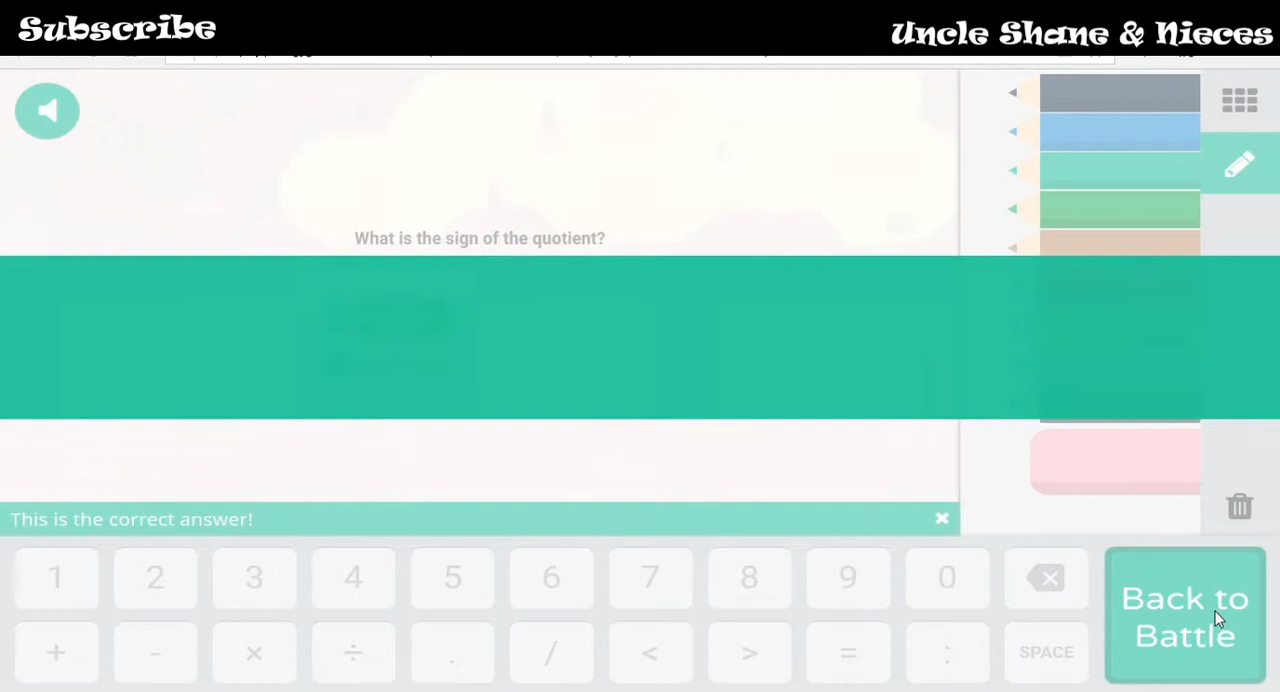 Subscribe
Uncle Shane & Nieces
What is the sign of the quotient?
This is the correct answer!
1 2 3 4 5 6 7 8 9 0
+ - × ÷ . / < > = : SPACE
Back to
Battle